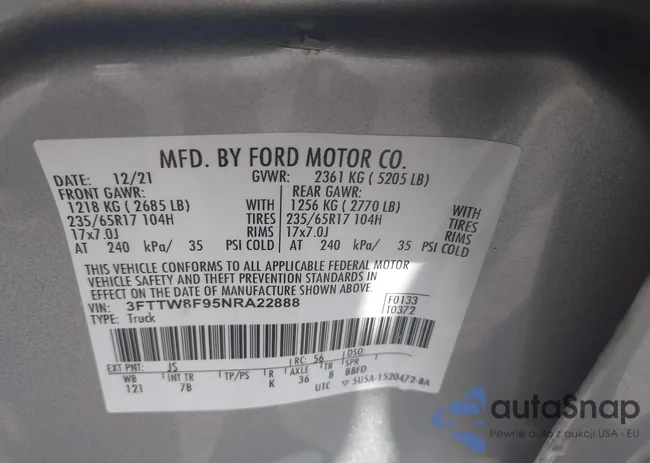 MFD. BY FORD MOTOR CO.
DATE: 12/21 GVWR: 2361 KG ( 5205 LB)
FRONT GAWR: REAR GAWR:
1218 KG ( 2685 LB) WITH 1256 KG ( 2770 LB) WITH
235/65R17 104H TIRES 235/65R17 104H TIRES
17x7.0J RIMS 17x7.0J RIMS
AT 240 kPa/ 35 PSI COLD AT 240 kPa/ 35 PSI COLD
THIS VEHICLE CONFORMS TO ALL APPLICABLE FEDERAL MOTOR
VEHICLE SAFETY AND THEFT PREVENTION STANDARDS IN
EFFECT ON THE DATE OF MANUFACTURE SHOWN ABOVE.
VIN: 3FTTW8F95NRA22888 F0133
TYPE: Truck T0372
EXT PNT: JS RC: 56 DSO:
WB INT TR TP/PS R AXLE TR SPR
121 7B K 36 8 BBFD
UTC 5U5A-1520472-BA
autoSnap
Pewne auto z aukcji USA i EU